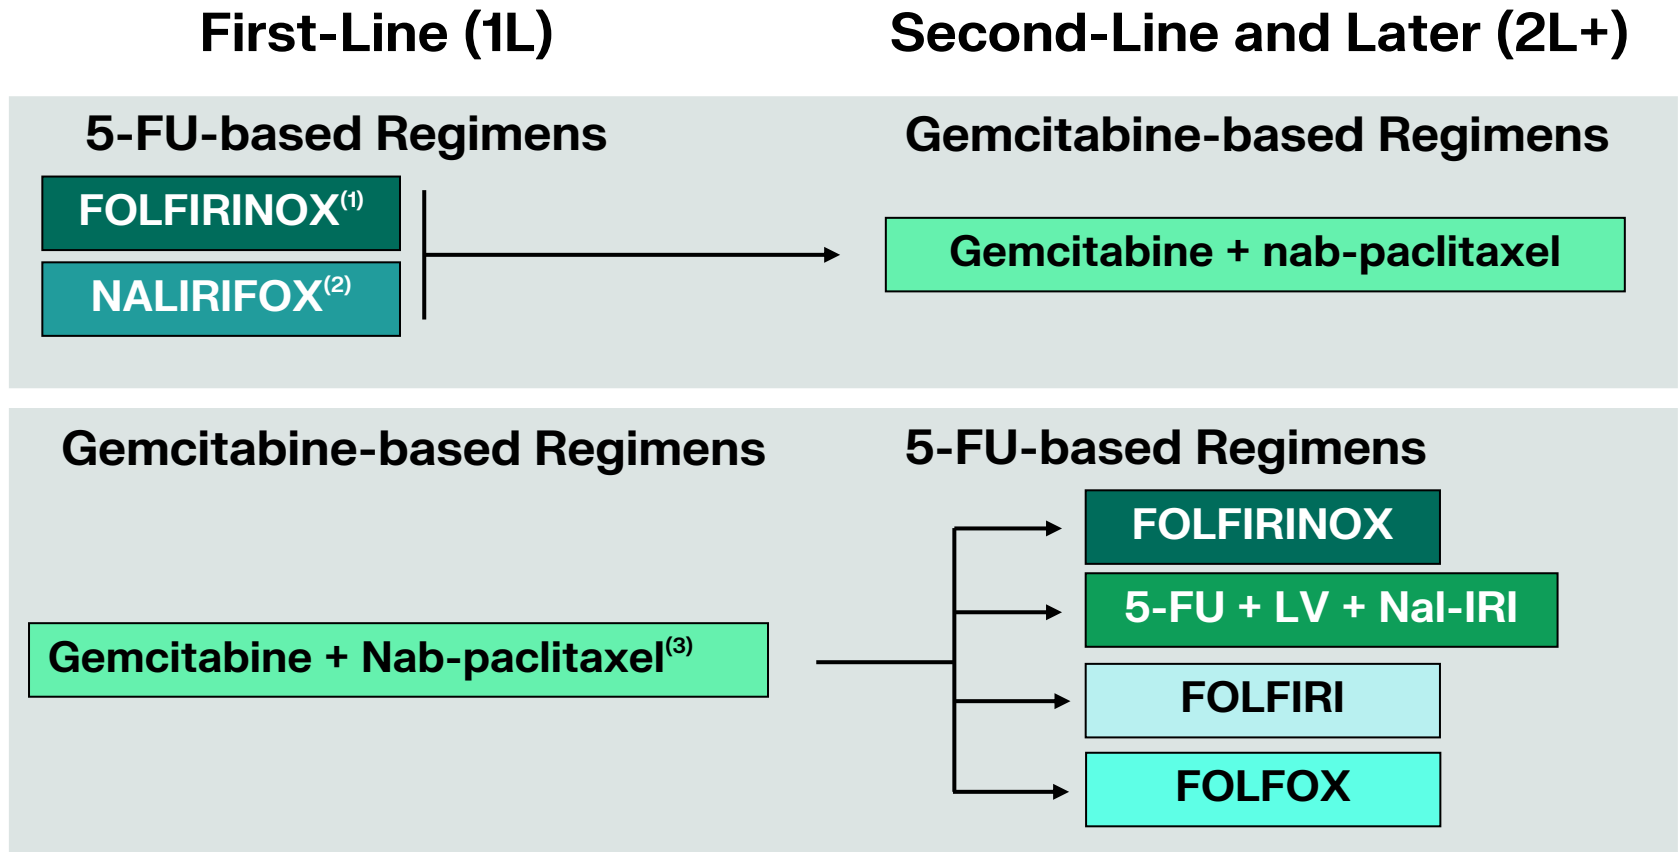 First-Line (1L)
Second-Line and Later (2L+)
5-FU-based Regimens
Gemcitabine-based Regimens
FOLFIRINOX(1)
NALIRIFOX(2)
Gemcitabine + nab-paclitaxel
Gemcitabine-based Regimens
5-FU-based Regimens
Gemcitabine + Nab-paclitaxel(3)
FOLFIRINOX
5-FU + LV + Nal-IRI
FOLFIRI
FOLFOX